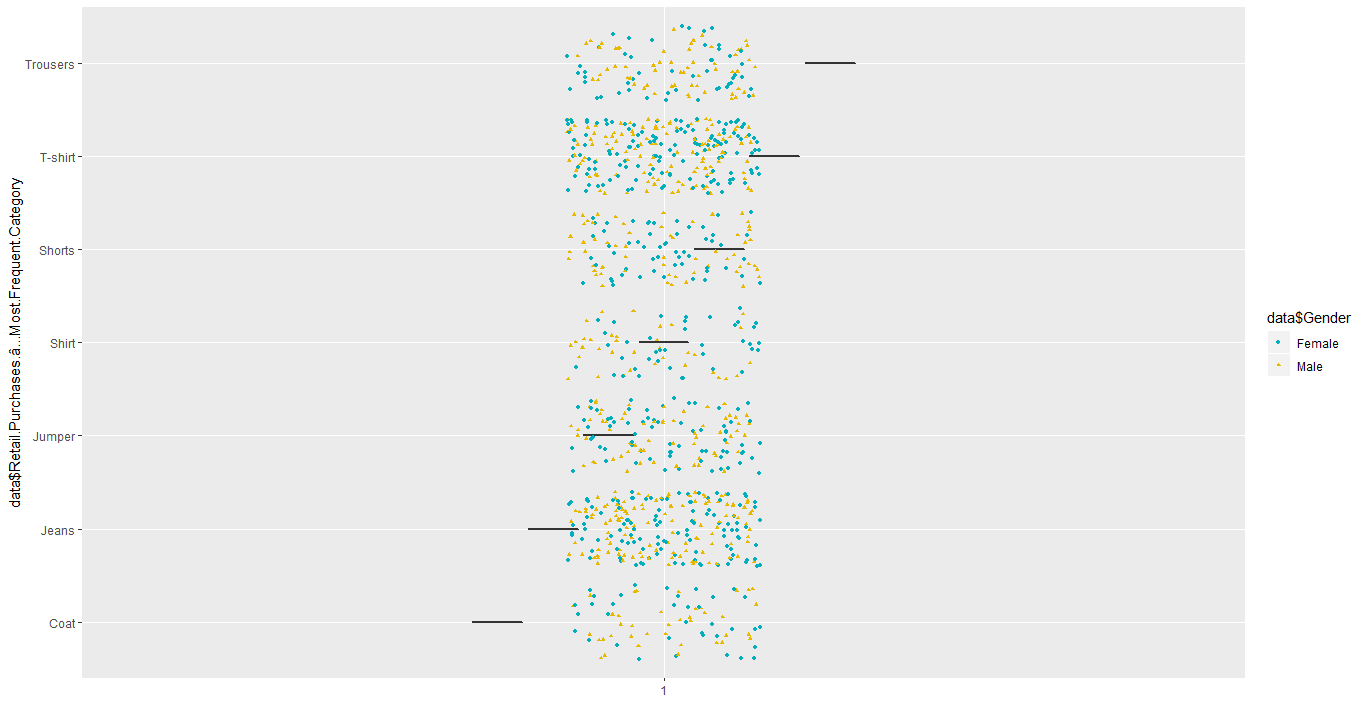 data$Retail.Purchases.â...Most.Frequent.Category
Trousers
T-shirt
Shorts
Shirt
Jumper
Jeans
Coat
1
data$Gender
Female
Male